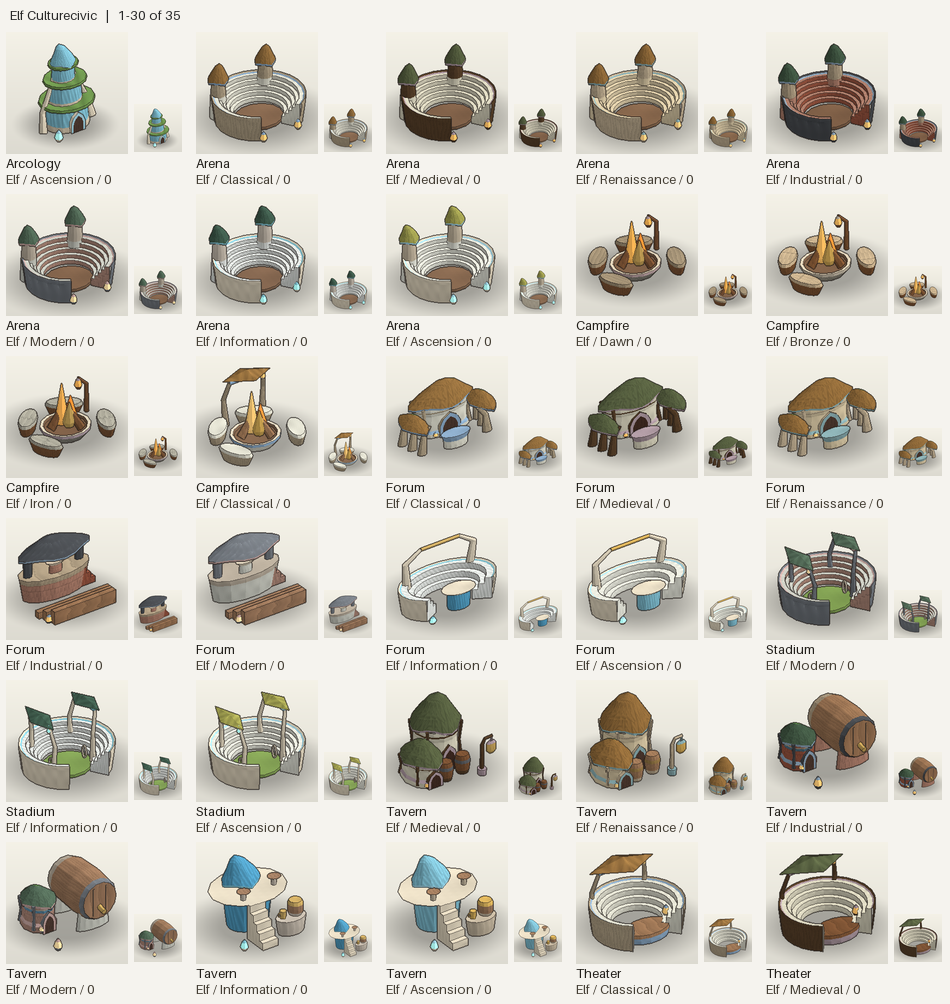 Elf Culturecivic | 1-30 of 35
Arcology
Elf / Ascension / 0
Arena
Elf / Classical / 0
Arena
Elf / Medieval / 0
Arena
Elf / Renaissance / 0
Arena
Elf / Industrial / 0
Arena
Elf / Modern / 0
Arena
Elf / Information / 0
Arena
Elf / Ascension / 0
Campfire
Elf / Dawn / 0
Campfire
Elf / Bronze / 0
Campfire
Elf / Iron / 0
Campfire
Elf / Classical / 0
Forum
Elf / Classical / 0
Forum
Elf / Medieval / 0
Forum
Elf / Renaissance / 0
Forum
Elf / Industrial / 0
Forum
Elf / Modern / 0
Forum
Elf / Information / 0
Forum
Elf / Ascension / 0
Stadium
Elf / Modern / 0
Stadium
Elf / Information / 0
Stadium
Elf / Ascension / 0
Tavern
Elf / Medieval / 0
Tavern
Elf / Renaissance / 0
Tavern
Elf / Industrial / 0
Tavern
Elf / Modern / 0
Tavern
Elf / Information / 0
Tavern
Elf / Ascension / 0
Theater
Elf / Classical / 0
Theater
Elf / Medieval / 0